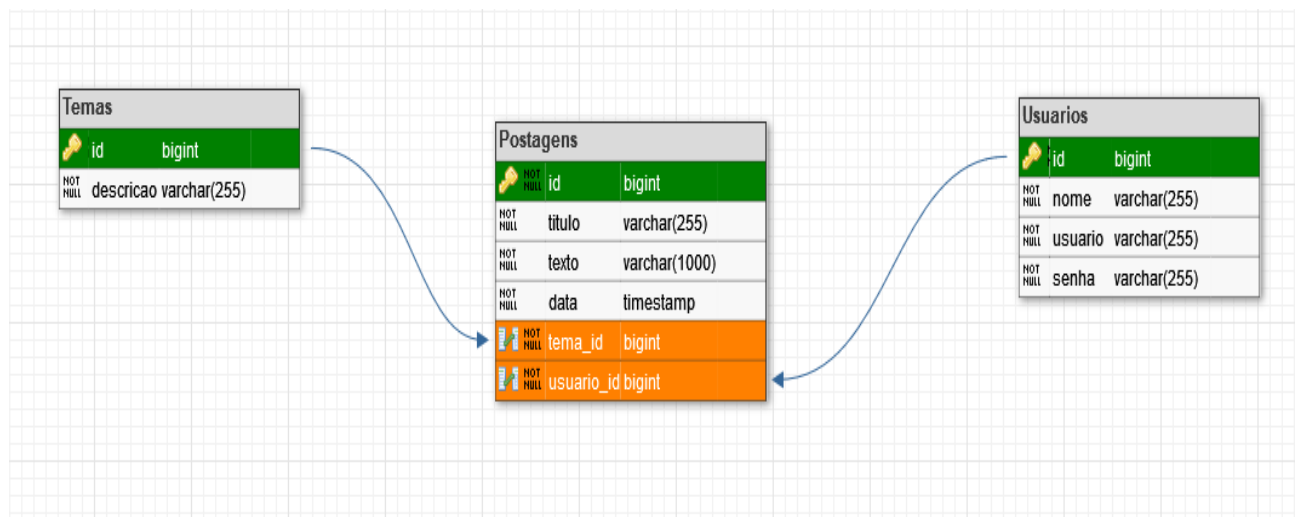 Temas
id bigint
NOT NULL descricao varchar(255)
Postagens
NOT NULL id bigint
NOT NULL titulo varchar(255)
NOT NULL texto varchar(1000)
NOT NULL data timestamp
NOT NULL tema_id bigint
NOT NULL usuario_id bigint
Usuarios
id bigint
NOT NULL nome varchar(255)
NOT NULL usuario varchar(255)
NOT NULL senha varchar(255)